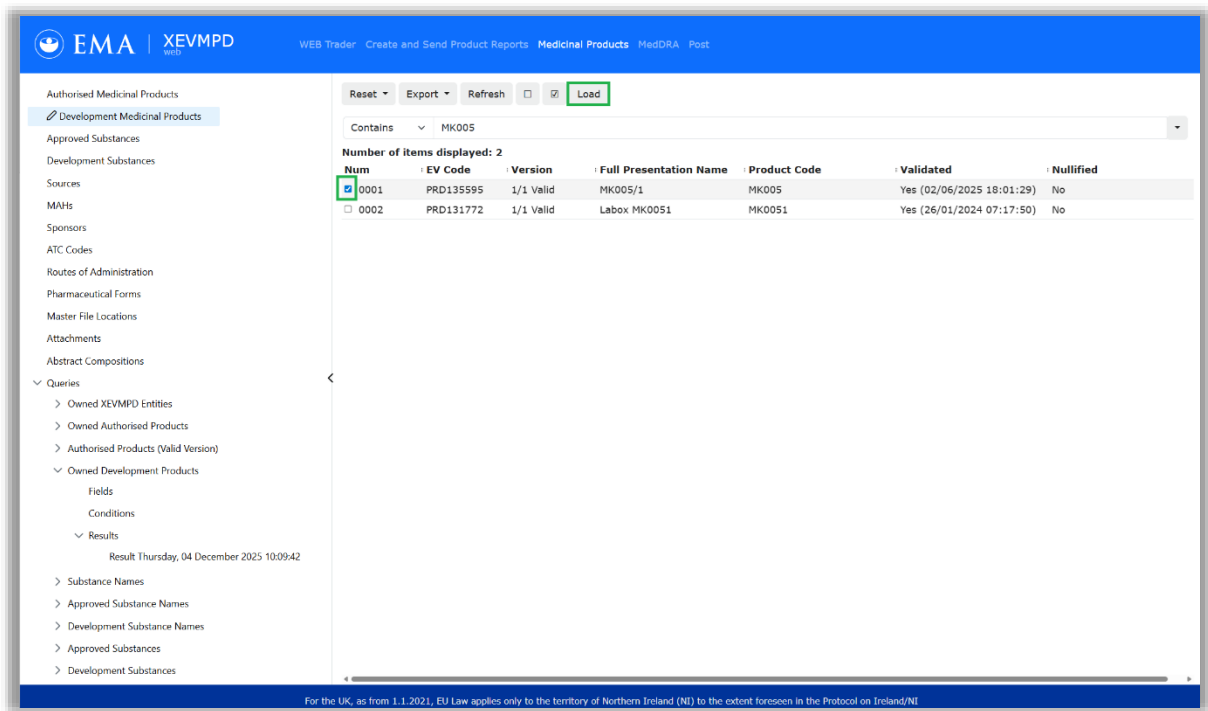 EMA | XEVMPD
web
WEB Trader Create and Send Product Reports Medicinal Products MedDRA Post
Authorised Medicinal Products
Development Medicinal Products
Approved Substances
Development Substances
Sources
MAHs
Sponsors
ATC Codes
Routes of Administration
Pharmaceutical Forms
Master File Locations
Attachments
Abstract Compositions
Queries
Owned XEVMPD Entities
Owned Authorised Products
Authorised Products (Valid Version)
Owned Development Products
Fields
Conditions
Results
Result Thursday, 04 December 2025 10:09:42
Substance Names
Approved Substance Names
Development Substance Names
Approved Substances
Development Substances
Reset Export Refresh Load
Contains MK005
Number of items displayed: 2
Num EV Code Version Full Presentation Name Product Code Validated Nullified
0001 PRD135595 1/1 Valid MK005/1 MK005 Yes (02/06/2025 18:01:29) No
0002 PRD131772 1/1 Valid Labox MK0051 MK0051 Yes (26/01/2024 07:17:50) No
For the UK, as from 1.1.2021, EU Law applies only to the territory of Northern Ireland (NI) to the extent foreseen in the Protocol on Ireland/NI